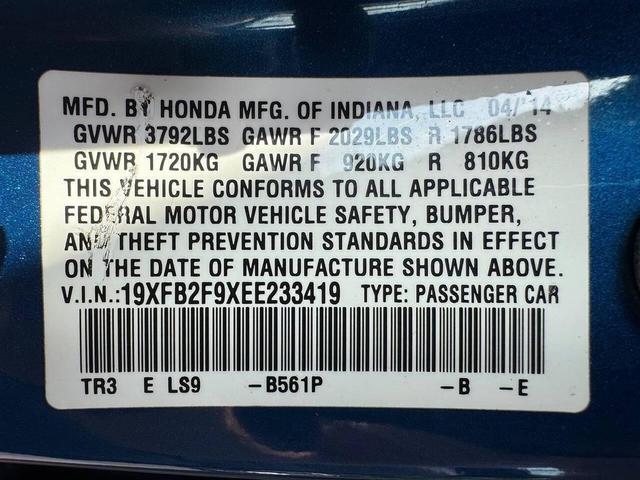 MFD. BY HONDA MFG. OF INDIANA, LLC 04/'14
GVWR 3792LBS GAWR F 2029LBS R 1786LBS
GVWR 1720KG GAWR F 920KG R 810KG
THIS VEHICLE CONFORMS TO ALL APPLICABLE
FEDERAL MOTOR VEHICLE SAFETY, BUMPER,
AND THEFT PREVENTION STANDARDS IN EFFECT
ON THE DATE OF MANUFACTURE SHOWN ABOVE.
V.I.N.:19XFB2F9XEE233419 TYPE: PASSENGER CAR
TR3 E LS9 -B561P -B -E